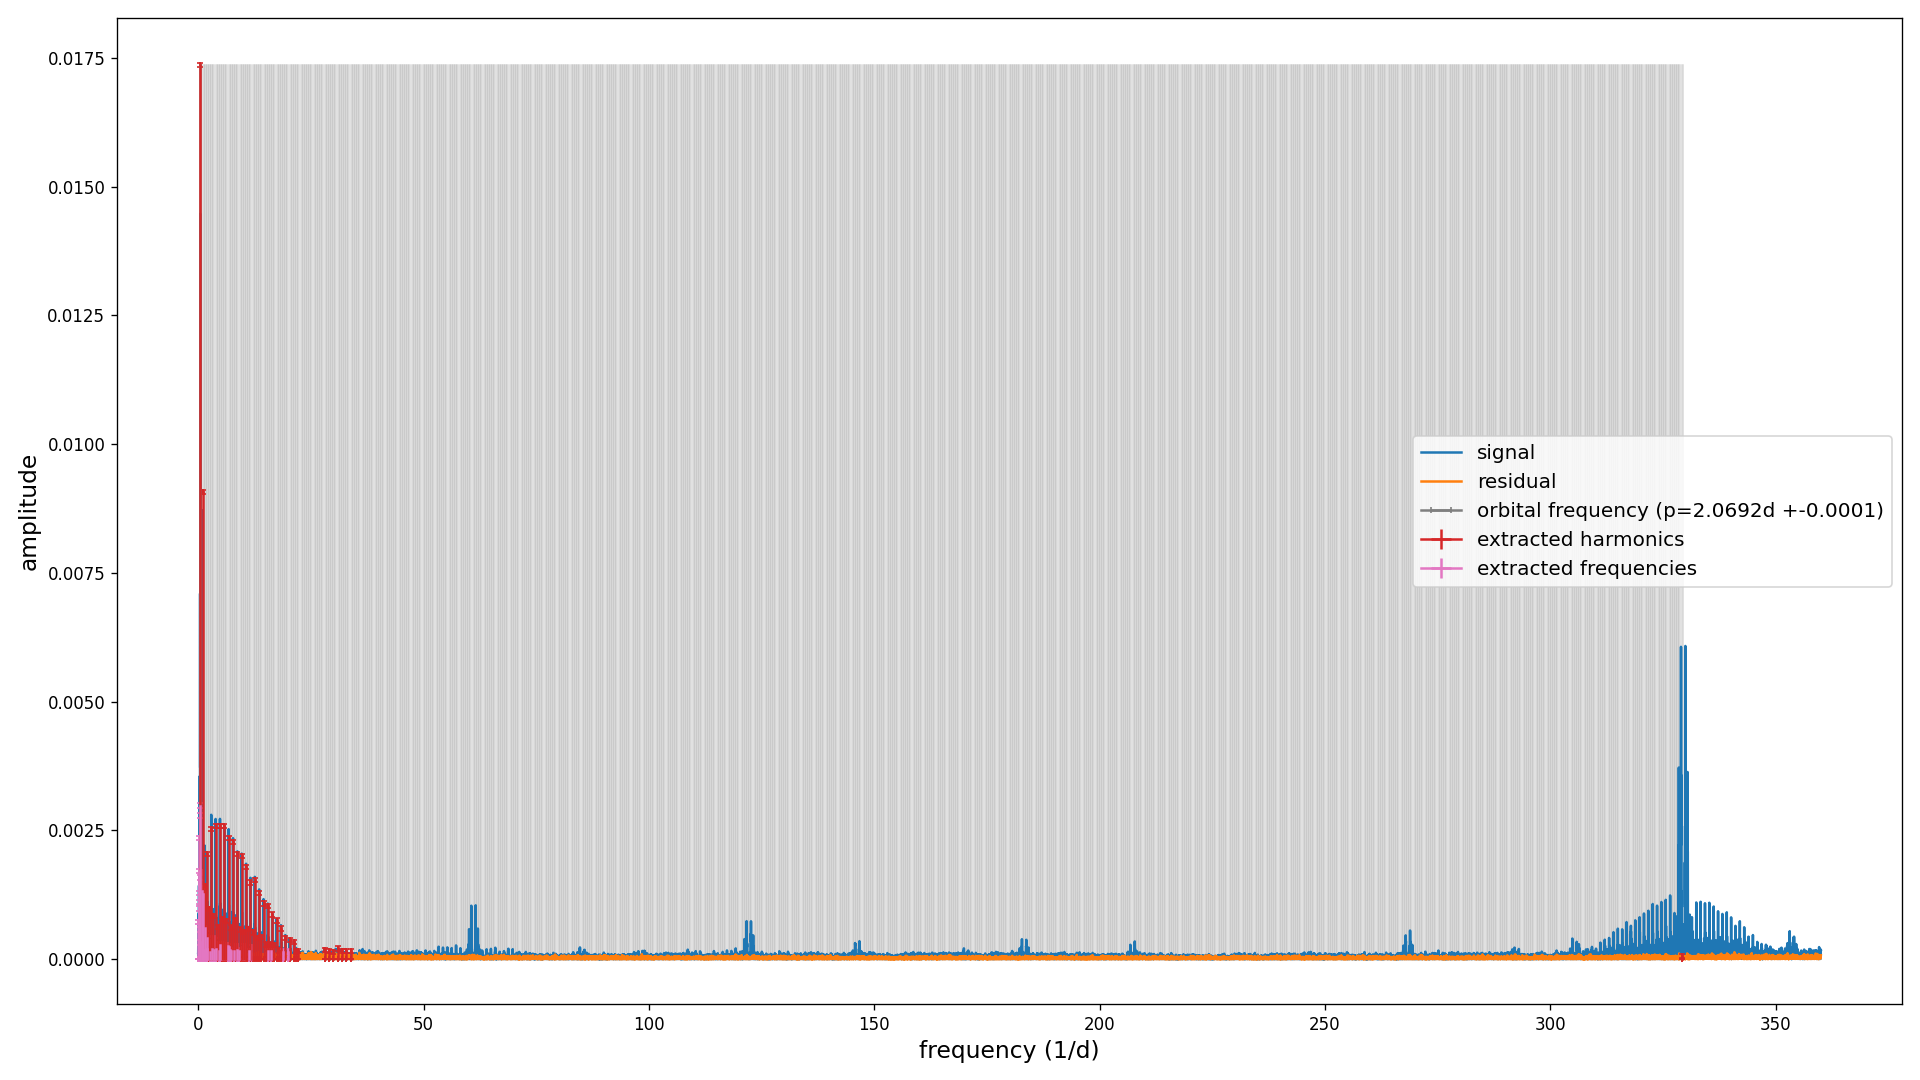 0.0175
0.0150
0.0125
0.0100
0.0075
0.0050
0.0025
0.0000
amplitude
signal
residual
orbital frequency (p=2.0692d +-0.0001)
extracted harmonics
extracted frequencies
0 50 100 150 200 250 300 350
frequency (1/d)